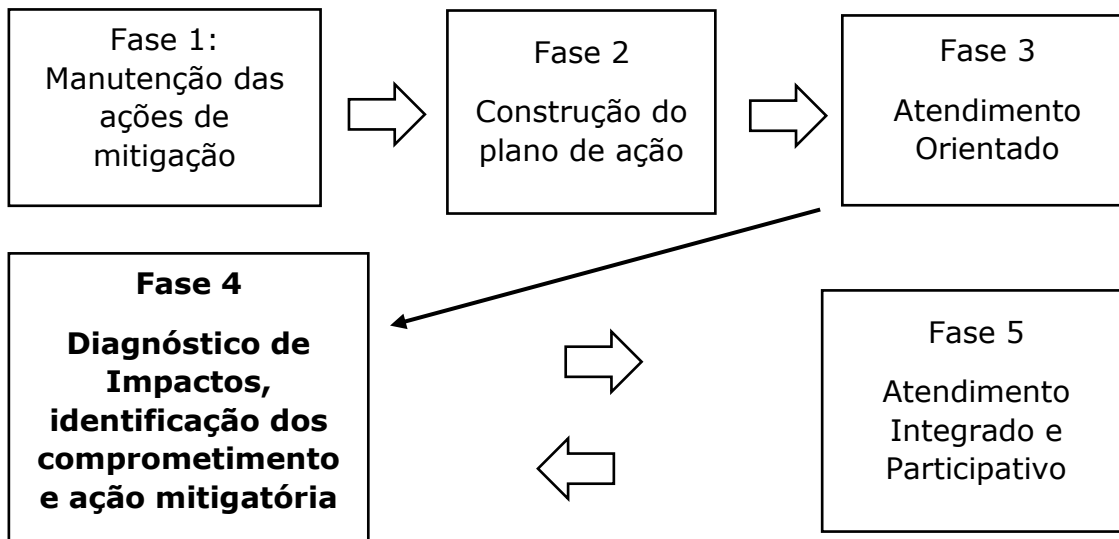 Fase 1:
Manutenção das
ações de
mitigação
Fase 2
Construção do
plano de ação
Fase 3
Atendimento
Orientado
Fase 4
Diagnóstico de
Impactos,
identificação dos
comprometimento
e ação mitigatória
Fase 5
Atendimento
Integrado e
Participativo